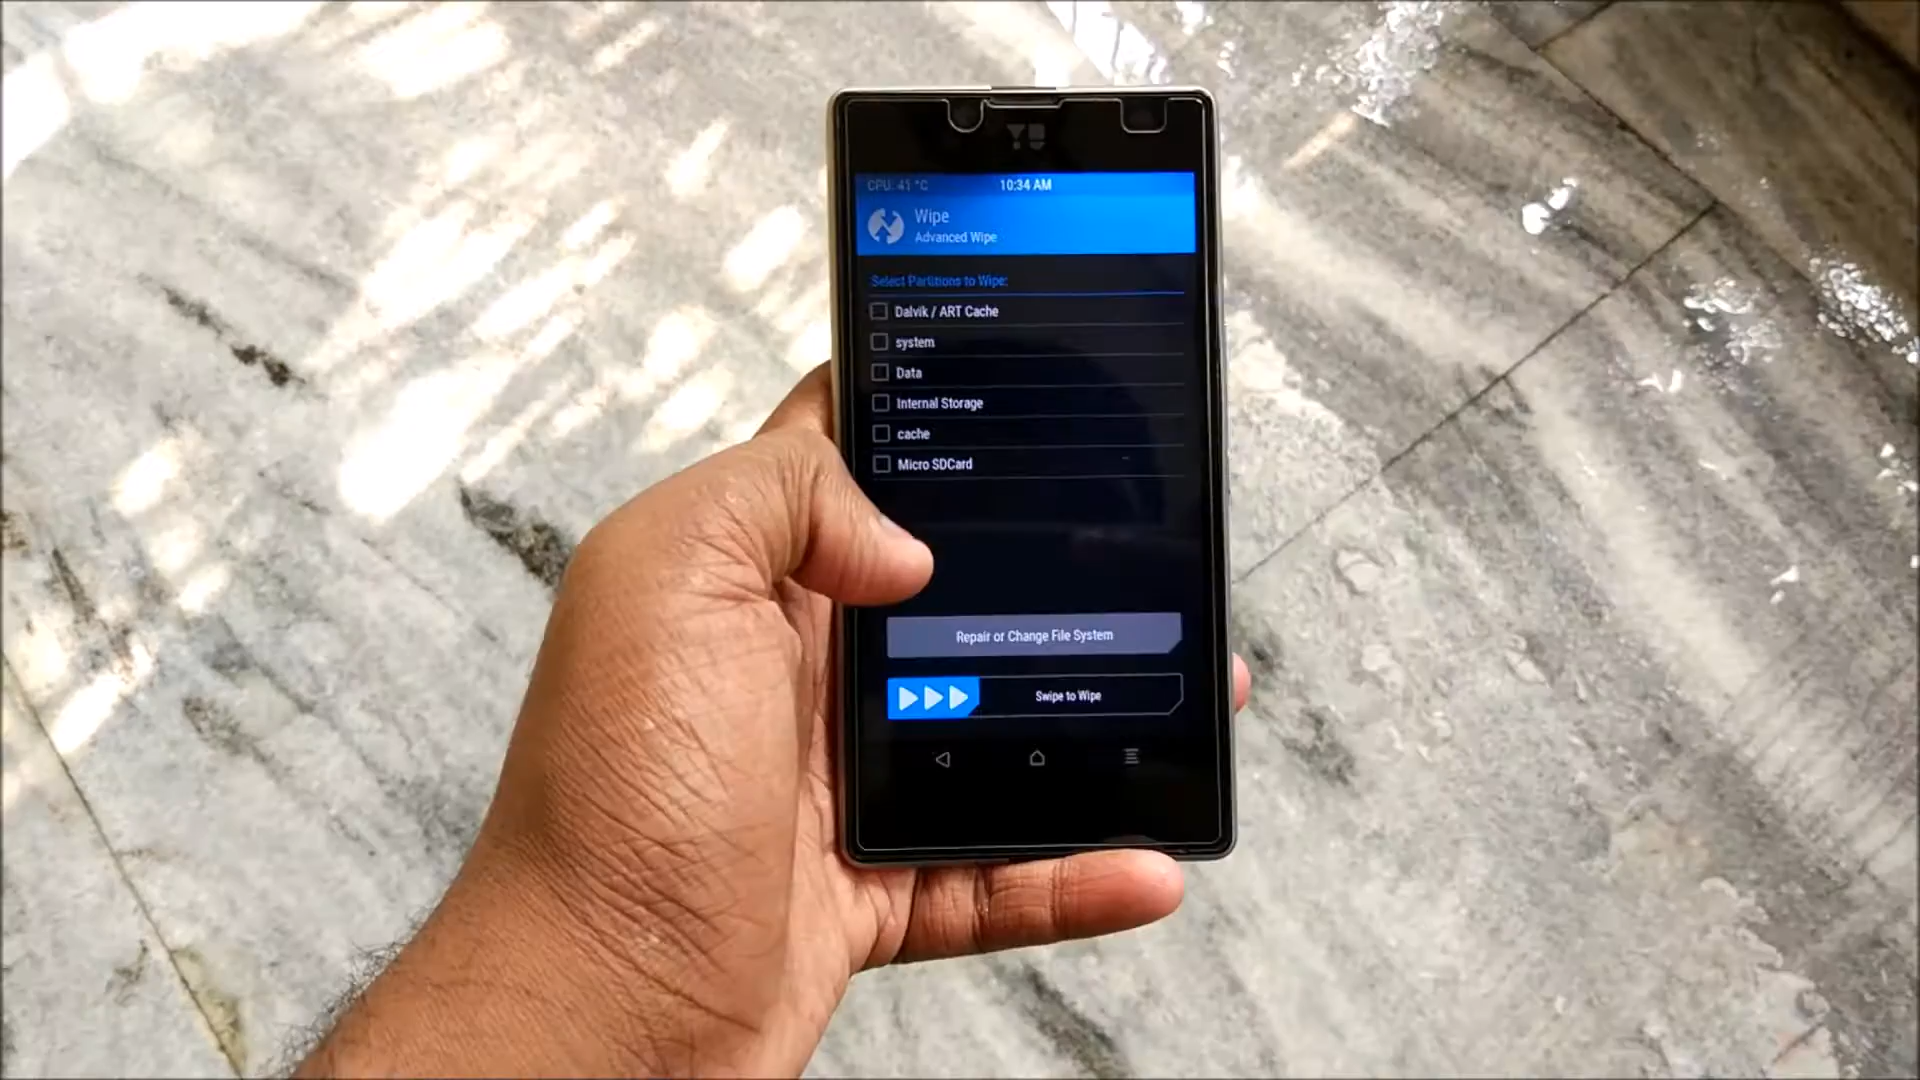 YU
CPU: 41 °C 10:34 AM
Wipe
Advanced Wipe
Select Partitions to Wipe:
Dalvik / ART Cache
system
Data
Internal Storage
cache
Micro SDCard
Repair or Change File System
Swipe to Wipe